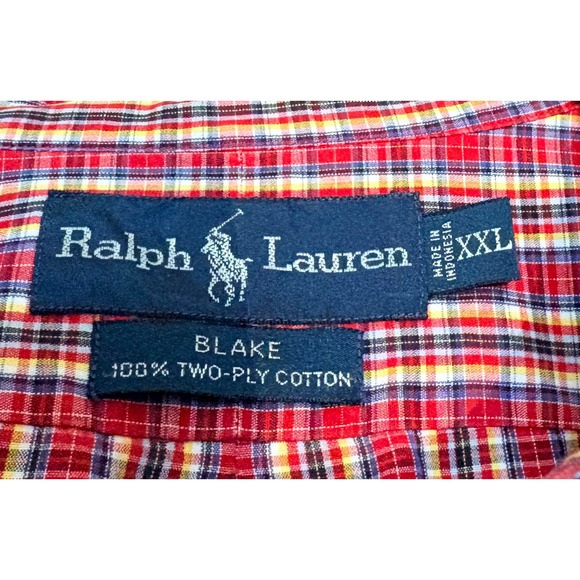 Ralph Lauren
MADE IN
INDONESIA
XXL
BLAKE
100% TWO-PLY COTTON